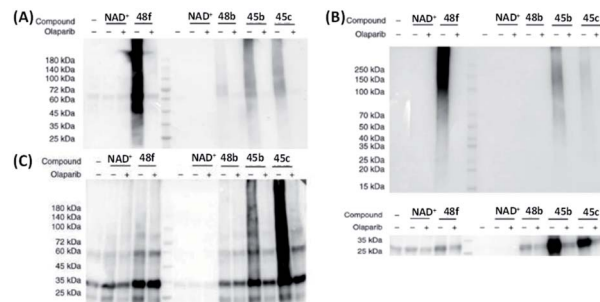 (A) Compound – NAD⁺ 48f NAD⁺ 48b 45b 45c
Olaparib – – + – + – – + – + – + – +
180 kDa
140 kDa
100 kDa
72 kDa
60 kDa
45 kDa
35 kDa
25 kDa
(B) Compound – NAD⁺ 48f NAD⁺ 48b 45b 45c
Olaparib – – + – + – – + – + – + – +
250 kDa
150 kDa
100 kDa
70 kDa
50 kDa
40 kDa
35 kDa
25 kDa
20 kDa
15 kDa
Compound – NAD⁺ 48f NAD⁺ 48b 45b 45c
Olaparib – – + – + – – + – + – + – +
35 kDa
25 kDa
(C) Compound – NAD⁺ 48f NAD⁺ 48b 45b 45c
Olaparib – – + – + – – + – + – + – +
180 kDa
140 kDa
100 kDa
72 kDa
60 kDa
45 kDa
35 kDa
25 kDa